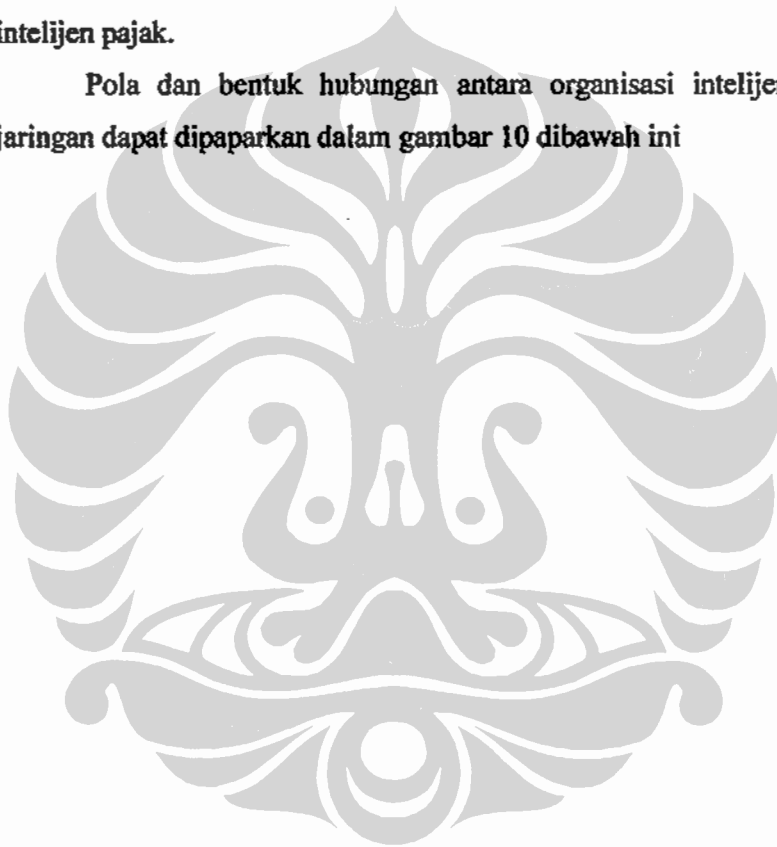 intelijen pajak.
Pola dan bentuk hubungan antara organisasi intelijen
jaringan dapat dipaparkan dalam gambar 10 dibawah ini